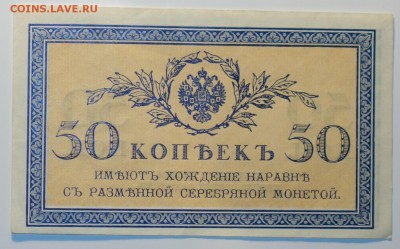 COINS.LAVE.RU
50 КОПѢЕКЪ 50
ИМѢЮТЪ ХОЖДЕНІЕ НАРАВНѢ
СЪ РАЗМѢННОЙ СЕРЕБРЯНОЙ МОНЕТОЙ.